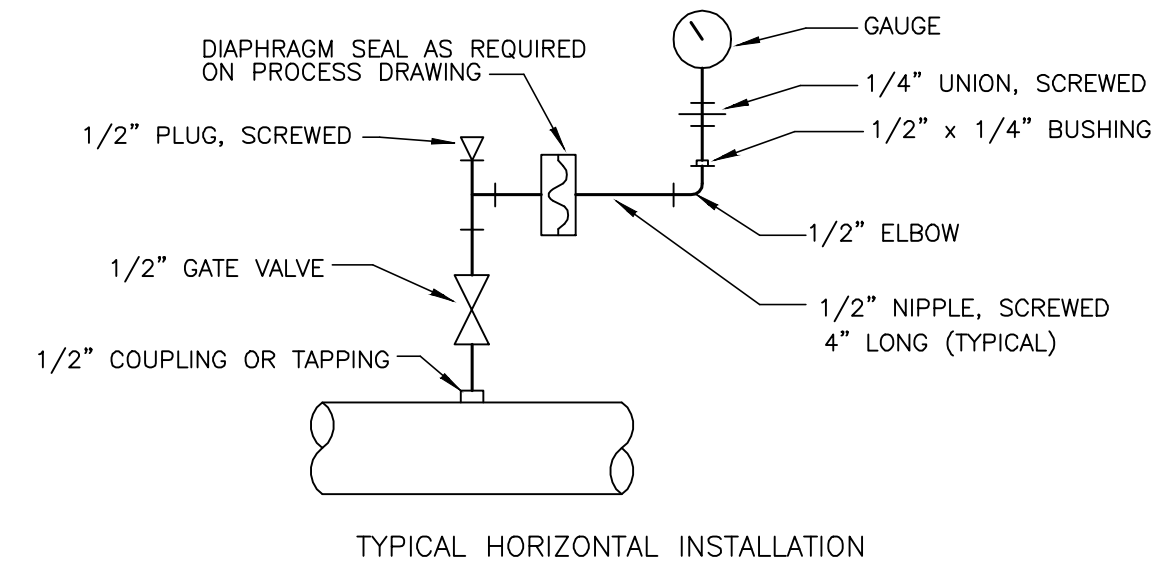 GAUGE
DIAPHRAGM SEAL AS REQUIRED
ON PROCESS DRAWING
1/4" UNION, SCREWED
1/2" PLUG, SCREWED
1/2" x 1/4" BUSHING
1/2" ELBOW
1/2" GATE VALVE
1/2" NIPPLE, SCREWED
4" LONG (TYPICAL)
1/2" COUPLING OR TAPPING
TYPICAL HORIZONTAL INSTALLATION